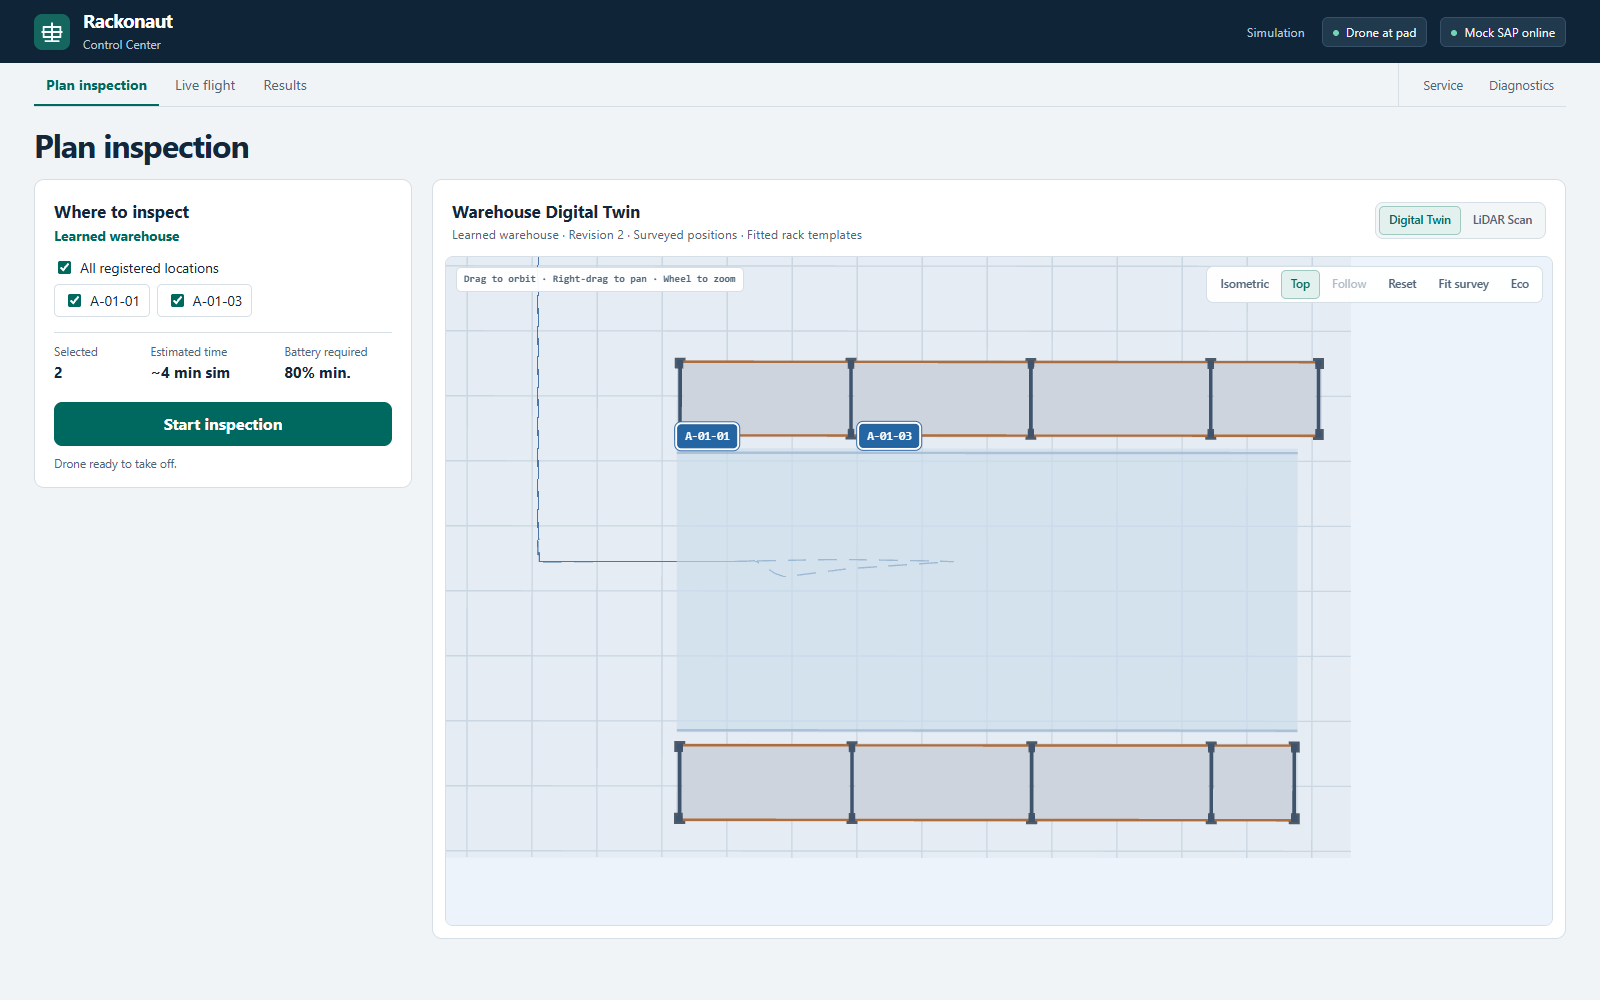 Rackonaut
Control Center
Simulation
Drone at pad
Mock SAP online
Plan inspection
Live flight
Results
Service
Diagnostics
Plan inspection
Where to inspect
Learned warehouse
All registered locations
A-01-01
A-01-03
Selected
2
Estimated time
~4 min sim
Battery required
80% min.
Start inspection
Drone ready to take off.
Warehouse Digital Twin
Learned warehouse · Revision 2 · Surveyed positions · Fitted rack templates
Digital Twin
LiDAR Scan
Drag to orbit · Right-drag to pan · Wheel to zoom
Isometric
Top
Follow
Reset
Fit survey
Eco
A-01-01
A-01-03